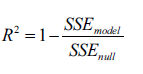 R² = 1 − SSE_model / SSE_null